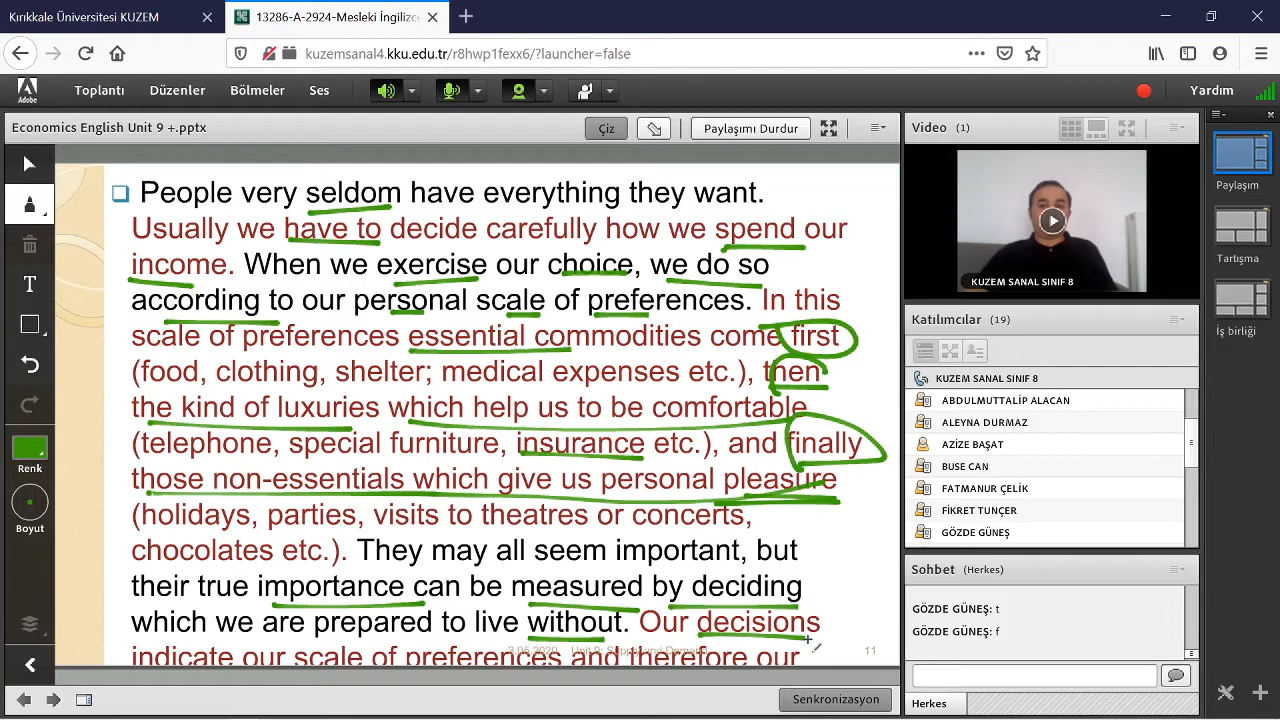 Kırıkkale Üniversitesi KUZEM
13286-A-2924-Mesleki İngilizce
kuzemsanal4.kku.edu.tr/r8hwp1fexx6/?launcher=false
Adobe
Toplantı Düzenler Bölmeler Ses Yardım
Economics English Unit 9 +.pptx
Çiz
Paylaşımı Durdur
People very seldom have everything they want.
Usually we have to decide carefully how we spend our
income. When we exercise our choice, we do so
according to our personal scale of preferences. In this
scale of preferences essential commodities come first
(food, clothing, shelter; medical expenses etc.), then
the kind of luxuries which help us to be comfortable
(telephone, special furniture, insurance etc.), and finally
those non-essentials which give us personal pleasure
(holidays, parties, visits to theatres or concerts,
chocolates etc.). They may all seem important, but
their true importance can be measured by deciding
which we are prepared to live without. Our decisions
indicate our scale of preferences and therefore our
3.05.2020 Unit 9: Supply and Demand 11
T
Renk
Boyut
Senkronizasyon
Video (1)
KUZEM SANAL SINIF 8
Katılımcılar (19)
KUZEM SANAL SINIF 8
ABDULMUTTALİP ALACAN
ALEYNA DURMAZ
AZİZE BAŞAT
BUSE CAN
FATMANUR ÇELİK
FİKRET TUNÇER
GÖZDE GÜNEŞ
Sohbet (Herkes)
GÖZDE GÜNEŞ: t
GÖZDE GÜNEŞ: f
Herkes
Paylaşım
Tartışma
İş birliği